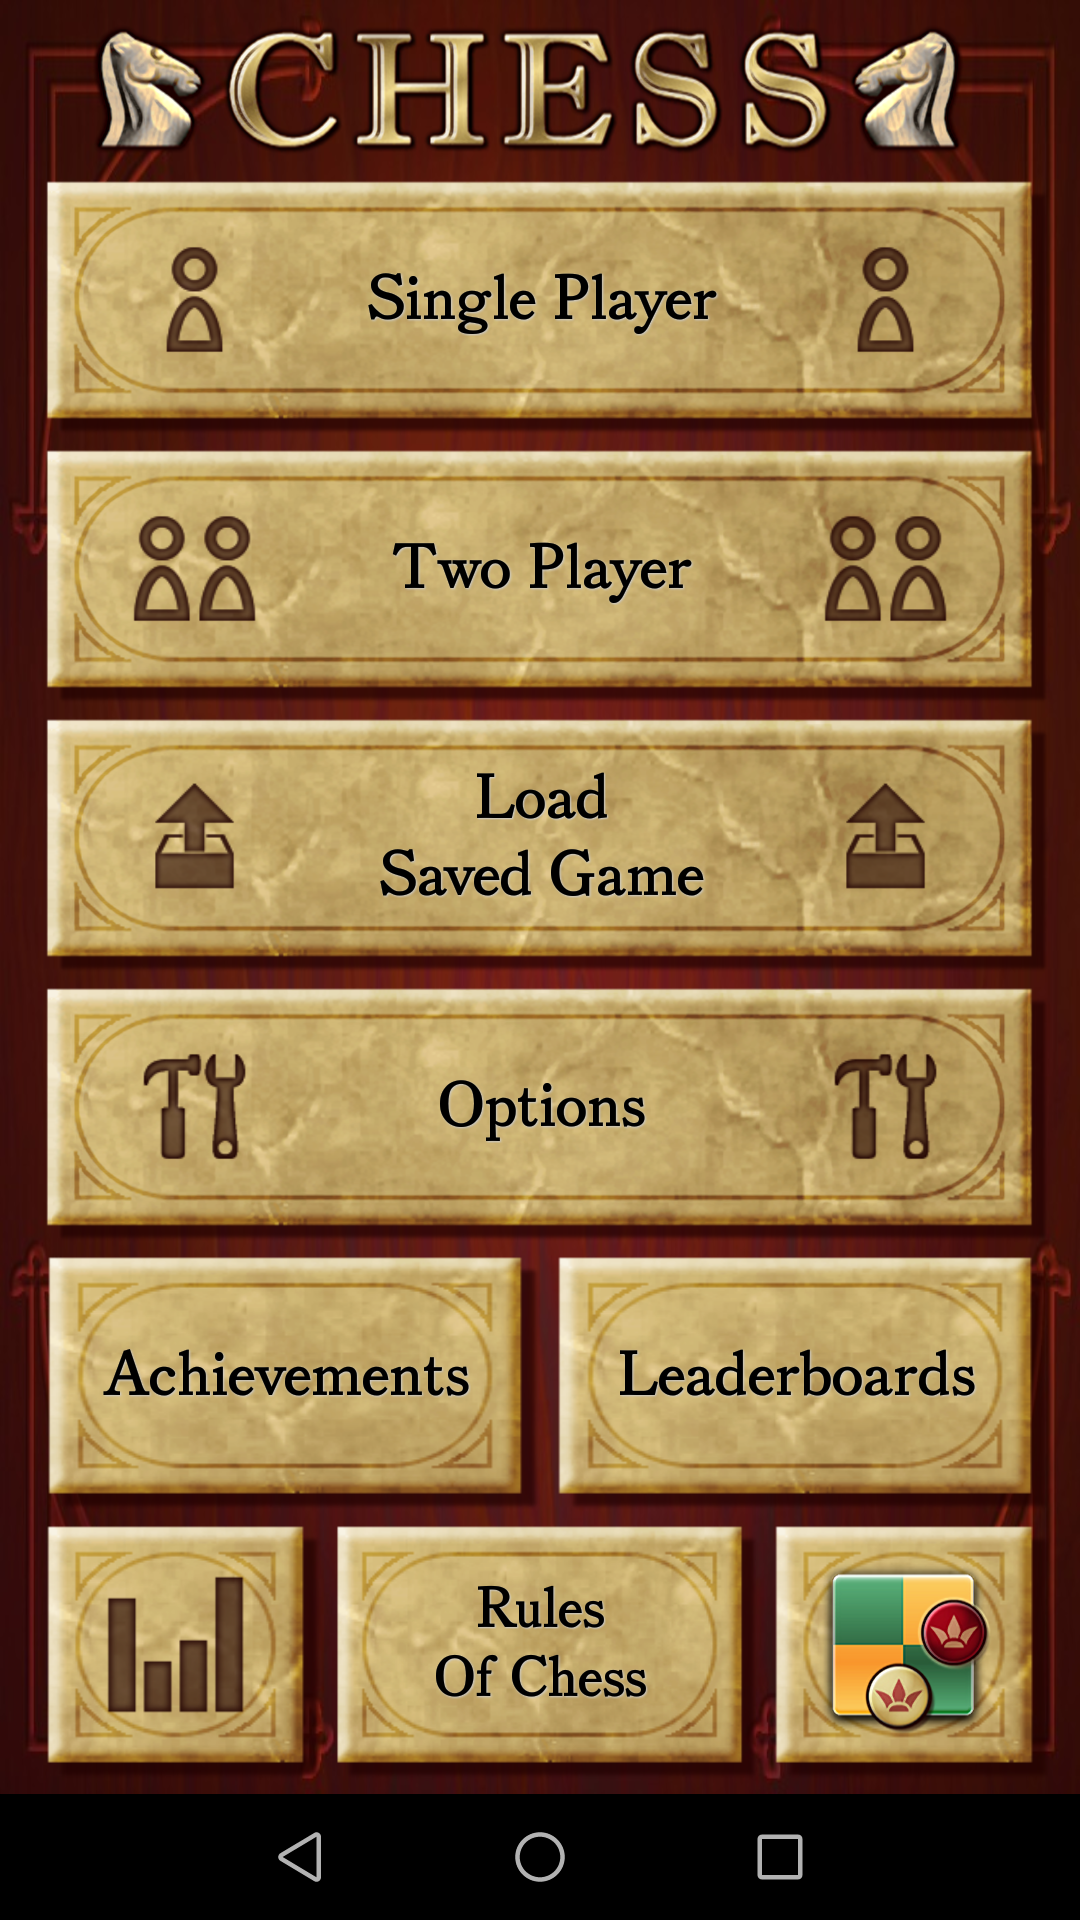 CHESS
Single Player
Two Player
Load
Saved Game
Options
Achievements
Leaderboards
Rules
Of Chess